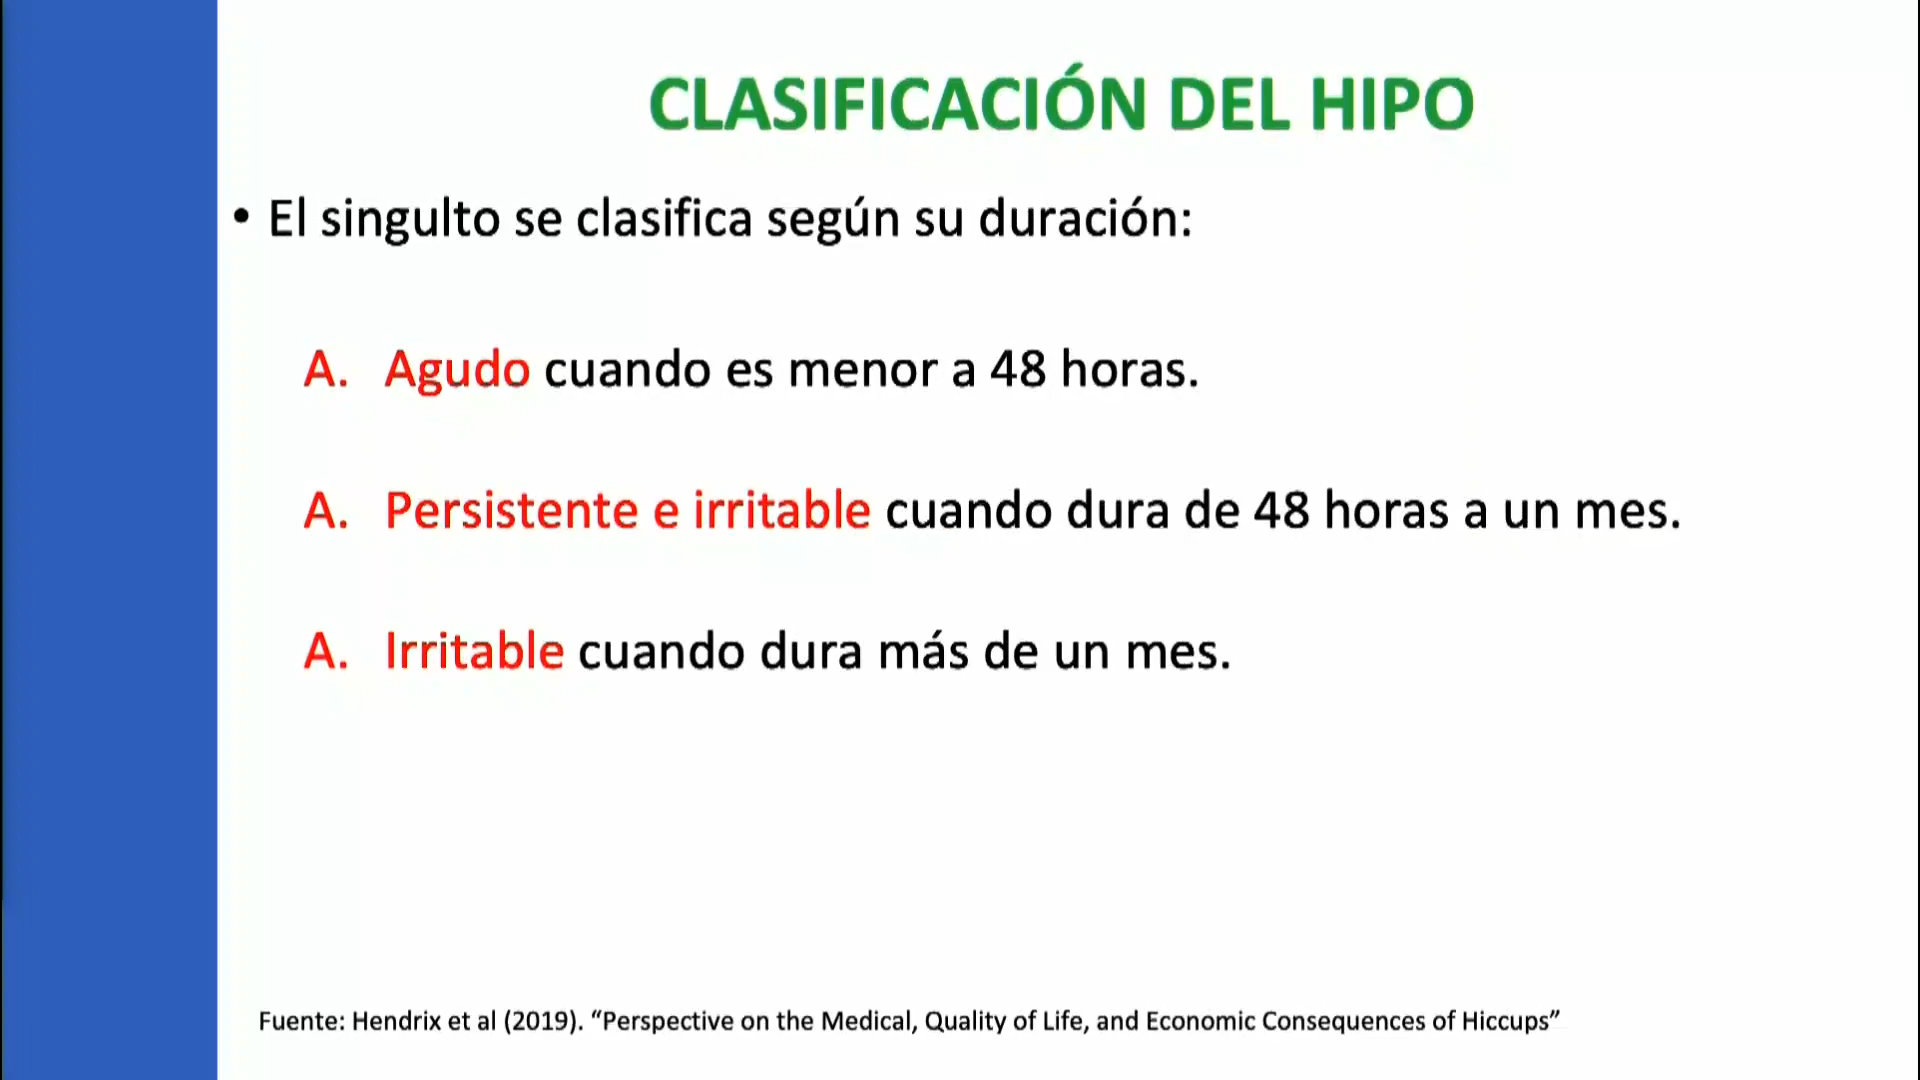 CLASIFICACIÓN DEL HIPO
• El singulto se clasifica según su duración:
A. Agudo cuando es menor a 48 horas.
A. Persistente e irritable cuando dura de 48 horas a un mes.
A. Irritable cuando dura más de un mes.
Fuente: Hendrix et al (2019). “Perspective on the Medical, Quality of Life, and Economic Consequences of Hiccups”